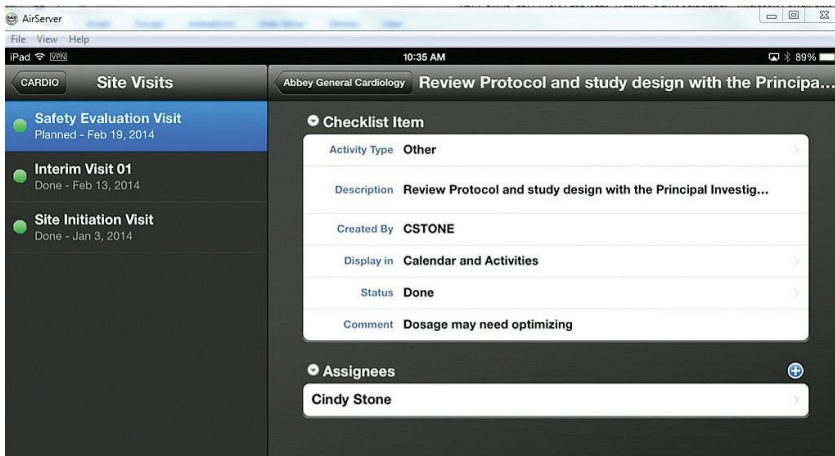 AirServer
File View Help
iPad VPN 10:35 AM 89%
CARDIO Site Visits
Safety Evaluation Visit
Planned - Feb 19, 2014
Interim Visit 01
Done - Feb 13, 2014
Site Initiation Visit
Done - Jan 3, 2014
Abbey General Cardiology Review Protocol and study design with the Principa...
Checklist Item
Activity Type Other
Description Review Protocol and study design with the Principal Investig...
Created By CSTONE
Display in Calendar and Activities
Status Done
Comment Dosage may need optimizing
Assignees
Cindy Stone